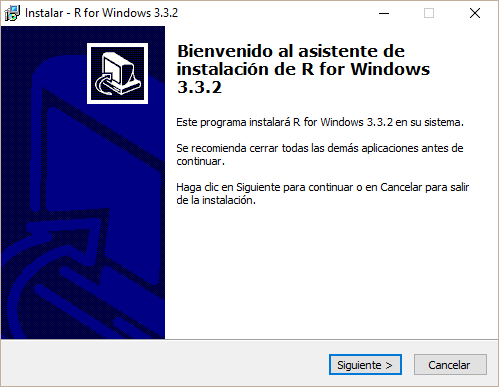 Instalar - R for Windows 3.3.2
Bienvenido al asistente de
instalación de R for Windows
3.3.2
Este programa instalará R for Windows 3.3.2 en su sistema.
Se recomienda cerrar todas las demás aplicaciones antes de
continuar.
Haga clic en Siguiente para continuar o en Cancelar para salir
de la instalación.
Siguiente >
Cancelar